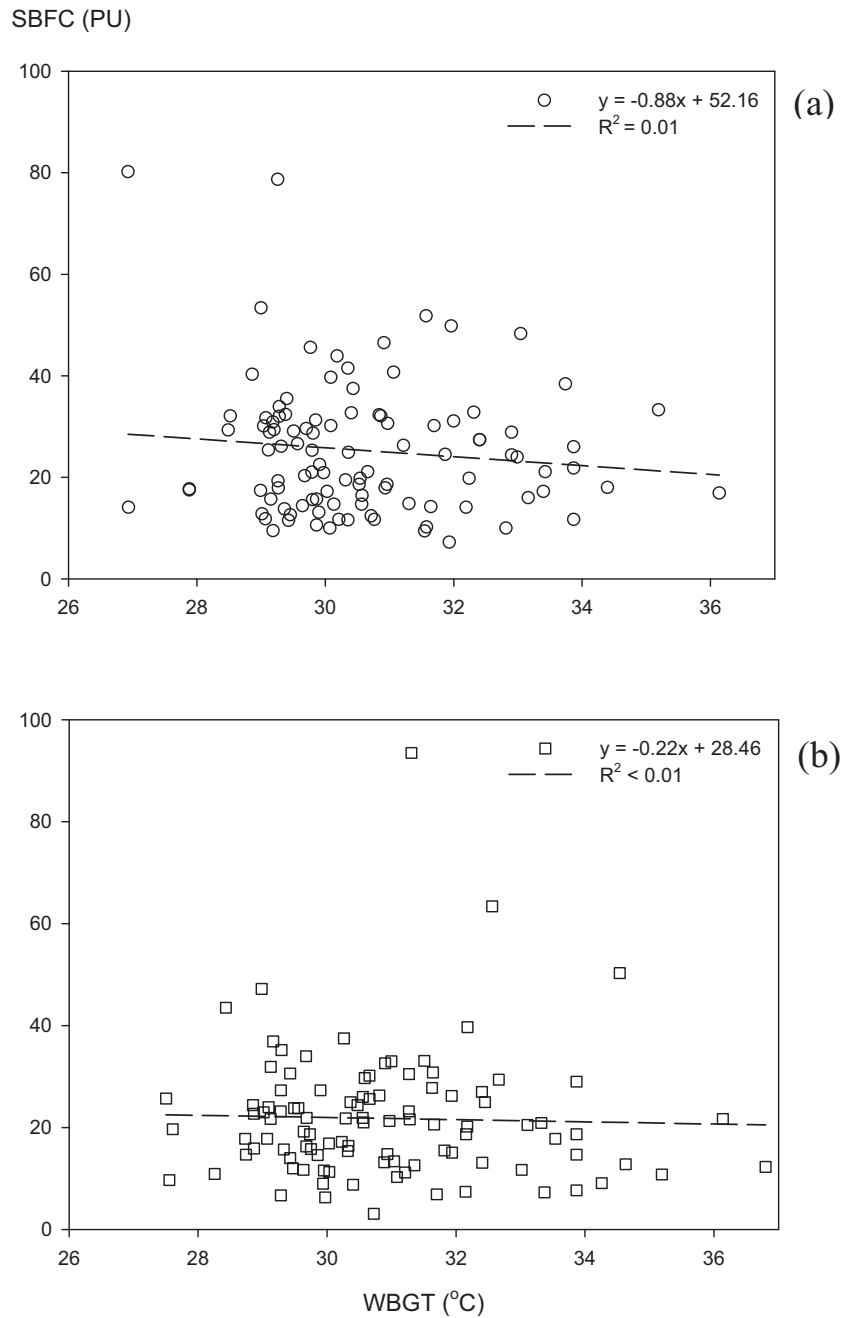 SBFC (PU)
100
y = -0.88x + 52.16
(a)
R² = 0.01
80
60
40
20
0
26 28 30 32 34 36
100
y = -0.22x + 28.46
(b)
R² < 0.01
80
60
40
20
0
26 28 30 32 34 36
WBGT (°C)